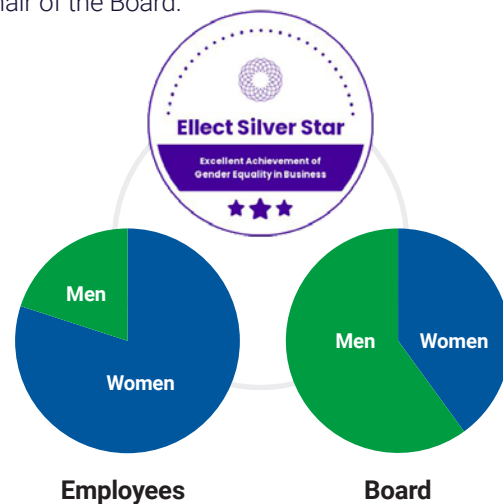 hair of the Board.
Ellect Silver Star
Excellent Achievement of
Gender Equality in Business
Men
Women
Men
Women
Employees
Board